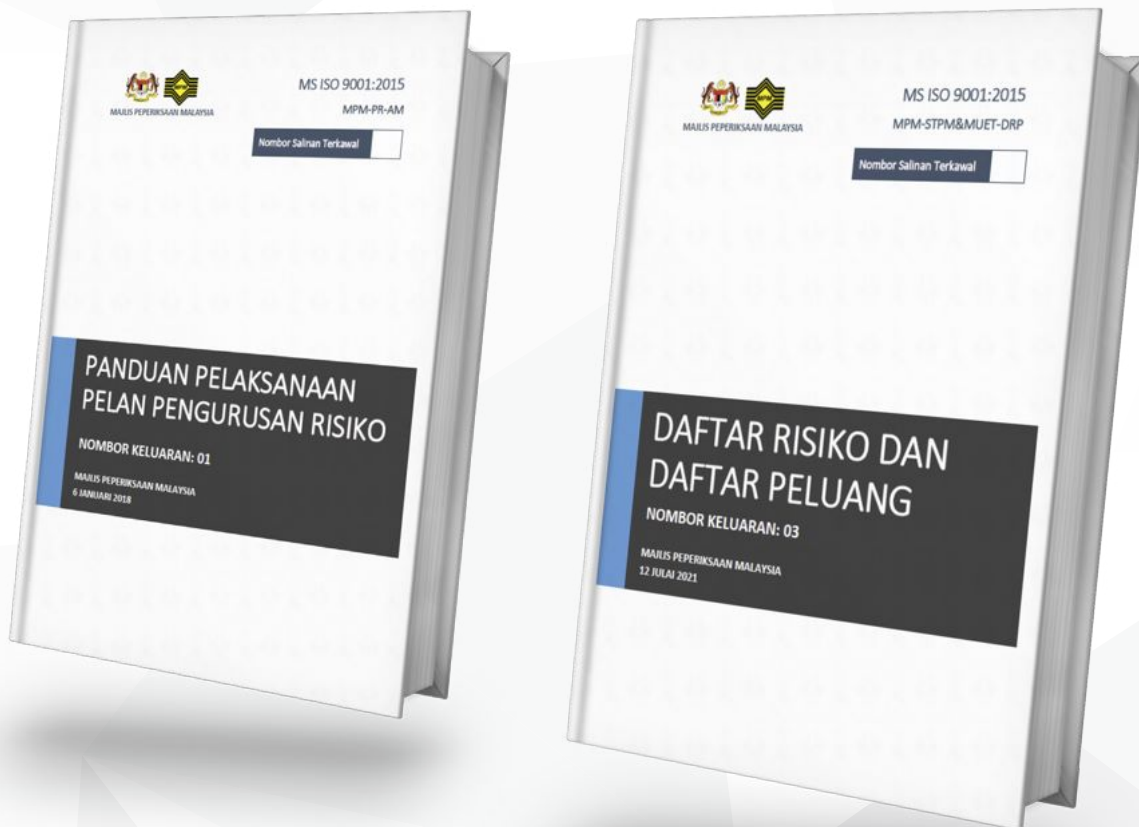 MAJLIS PEPERIKSAAN MALAYSIA
MS ISO 9001:2015
MPM-PR-AM
Nombor Salinan Terkawal
PANDUAN PELAKSANAAN
PELAN PENGURUSAN RISIKO
NOMBOR KELUARAN: 01
MAJLIS PEPERIKSAAN MALAYSIA
6 JANUARI 2018
MAJLIS PEPERIKSAAN MALAYSIA
MS ISO 9001:2015
MPM-STPM&MUET-DRP
Nombor Salinan Terkawal
DAFTAR RISIKO DAN
DAFTAR PELUANG
NOMBOR KELUARAN: 03
MAJLIS PEPERIKSAAN MALAYSIA
12 JULAI 2021